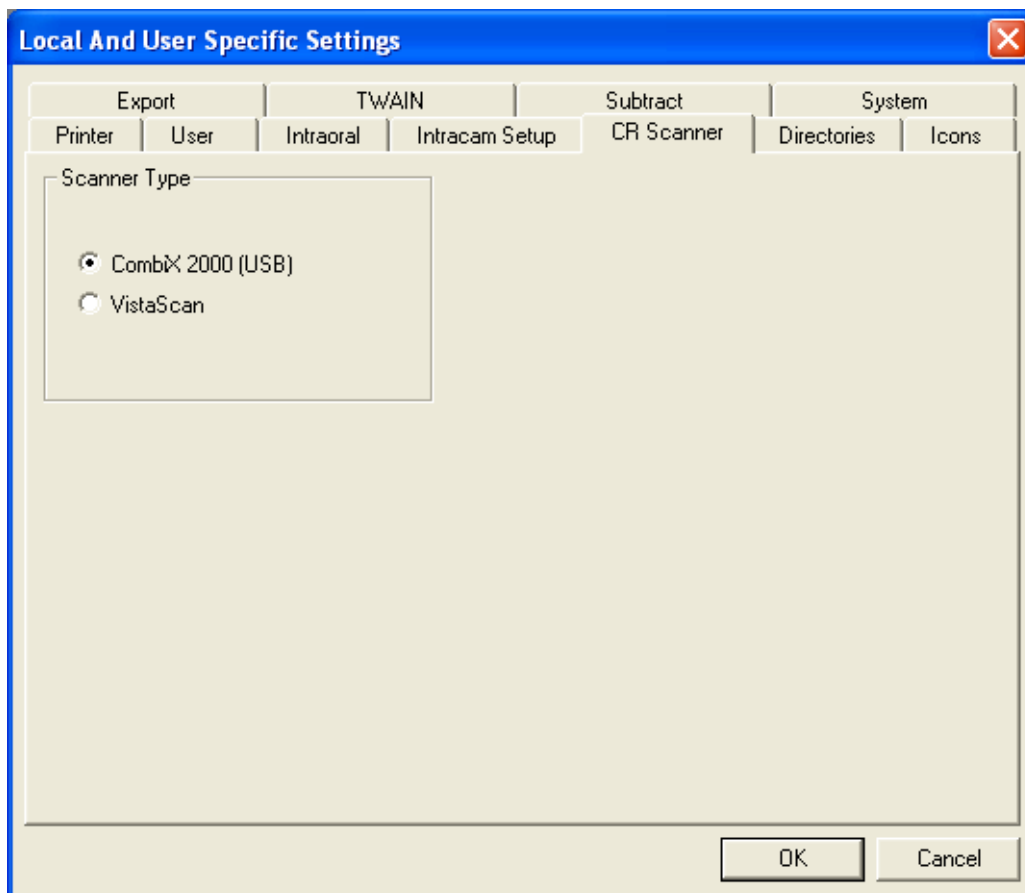 Local And User Specific Settings
Export TWAIN Subtract System
Printer User Intraoral Intracam Setup CR Scanner Directories Icons
Scanner Type
CombiX 2000 (USB)
VistaScan
OK Cancel